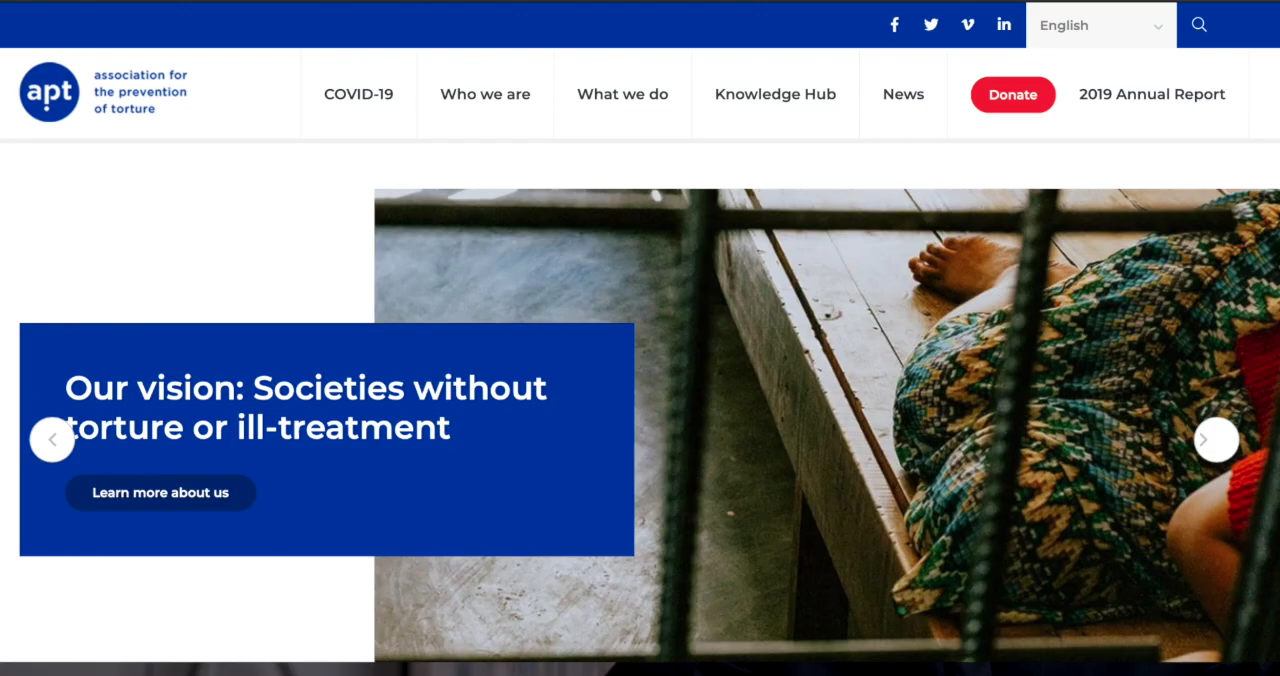 English
apt
association for
the prevention
of torture
COVID-19
Who we are
What we do
Knowledge Hub
News
Donate
2019 Annual Report
Our vision: Societies without
torture or ill-treatment
Learn more about us